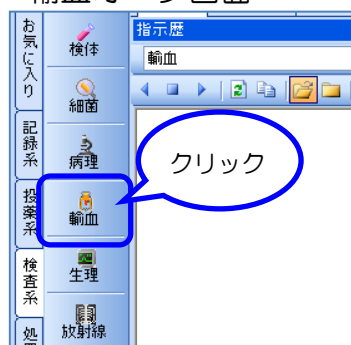 お気に入り
記録系
投薬系
検査系
検体
細菌
病理
輸血
生理
放射線
指示歴
輸血
クリック